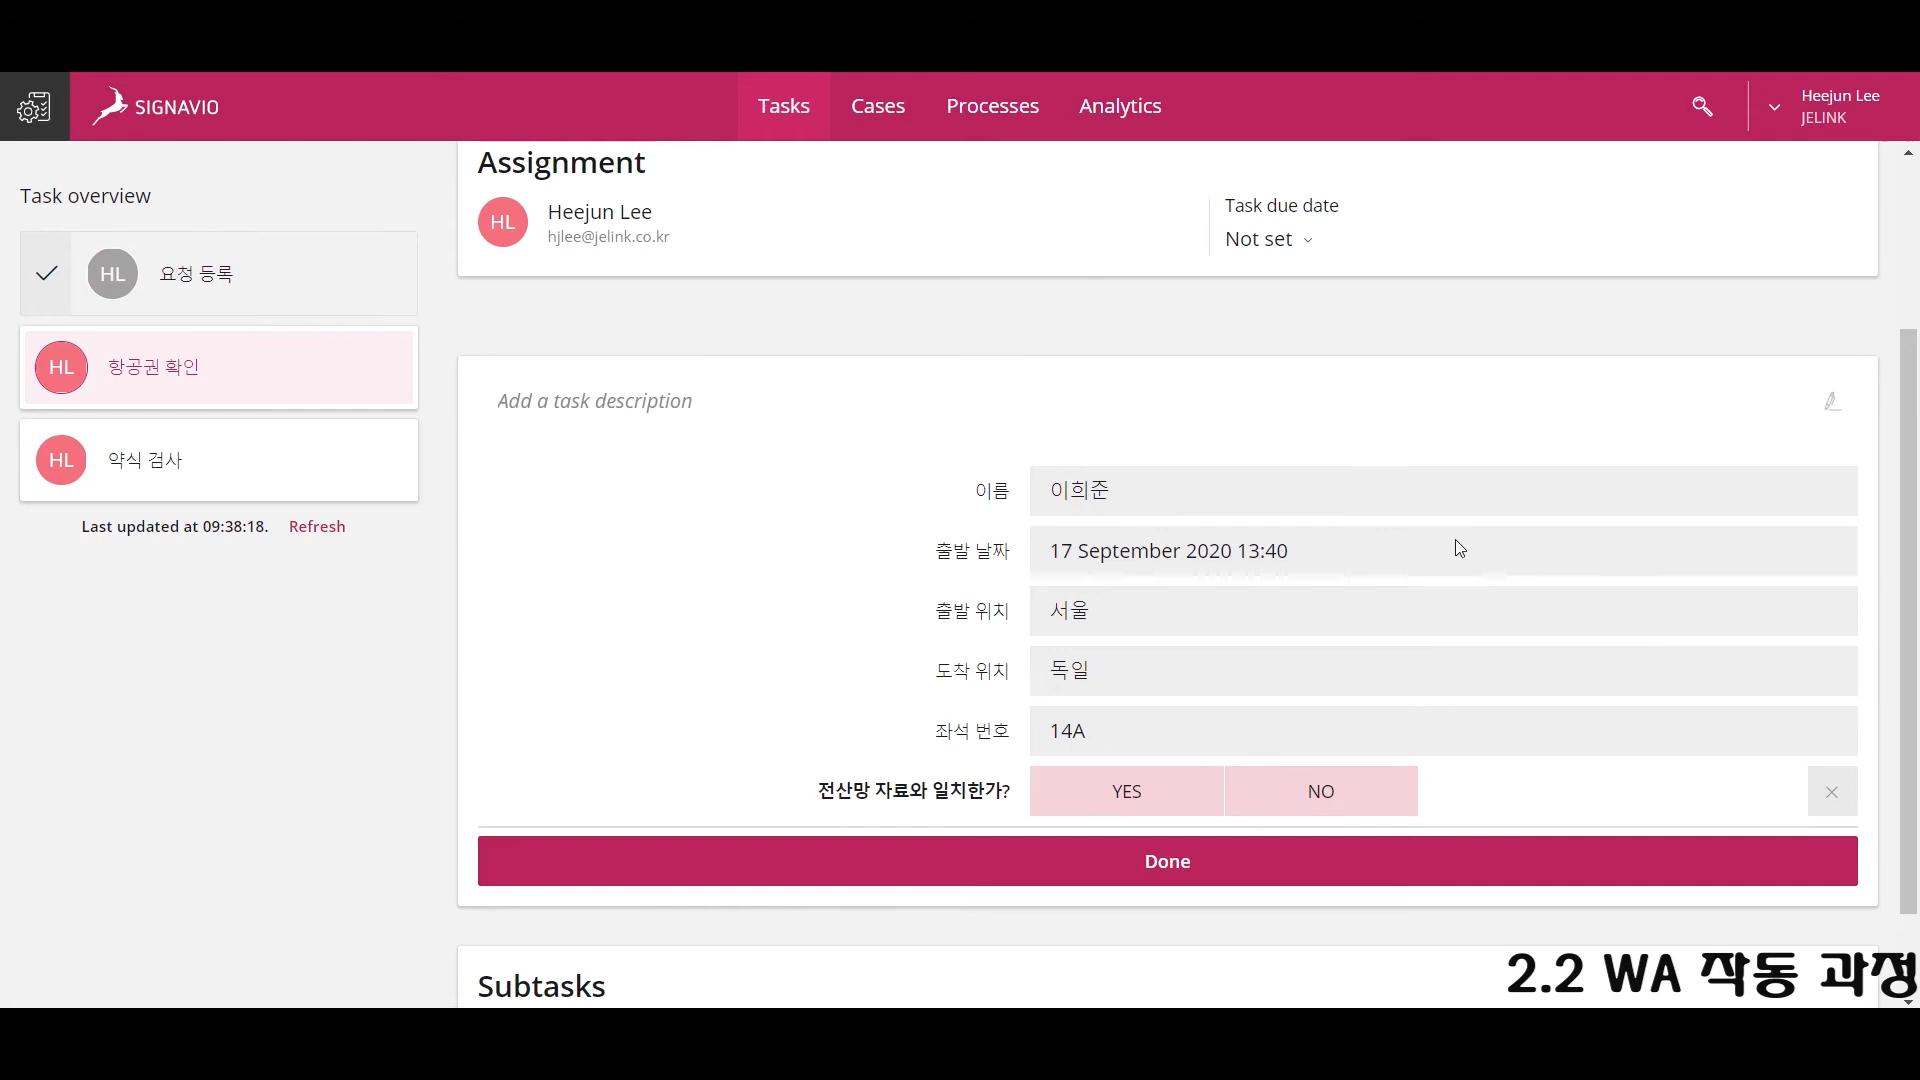 SIGNAVIO
Tasks
Cases
Processes
Analytics
Heejun Lee
JELINK
Task overview
HL
요청 등록
HL
항공권 확인
HL
약식 검사
Last updated at 09:38:18. Refresh
Assignment
HL
Heejun Lee
hjlee@jelink.co.kr
Task due date
Not set
Add a task description
이름
이희준
출발 날짜
17 September 2020 13:40
출발 위치
서울
도착 위치
독일
좌석 번호
14A
전산망 자료와 일치한가?
YES
NO
Done
Subtasks
2.2 WA 작동 과정